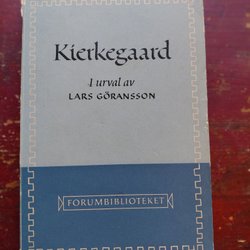 Kierkegaard
I urval av
LARS GÖRANSSON
FORUMBIBLIOTEKET